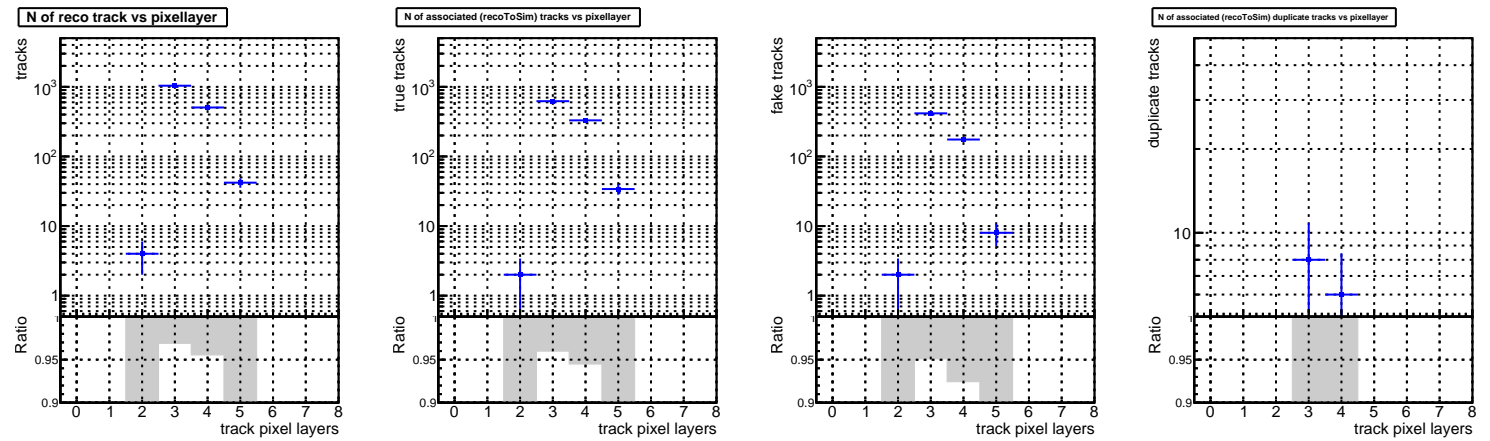 N of reco track vs pixellayer
tracks
10³
10²
10
1
Ratio
1
0.95
0.9
0 1 2 3 4 5 6 7 8
track pixel layers
N of associated (recoToSim) tracks vs pixellayer
true tracks
10³
10²
10
1
Ratio
1
0.95
0.9
0 1 2 3 4 5 6 7 8
track pixel layers
fake tracks
10³
10²
10
1
Ratio
1
0.95
0.9
0 1 2 3 4 5 6 7 8
track pixel layers
N of associated (recoToSim) duplicate tracks vs pixellayer
duplicate tracks
10
Ratio
1
0.95
0.9
0 1 2 3 4 5 6 7 8
track pixel layers